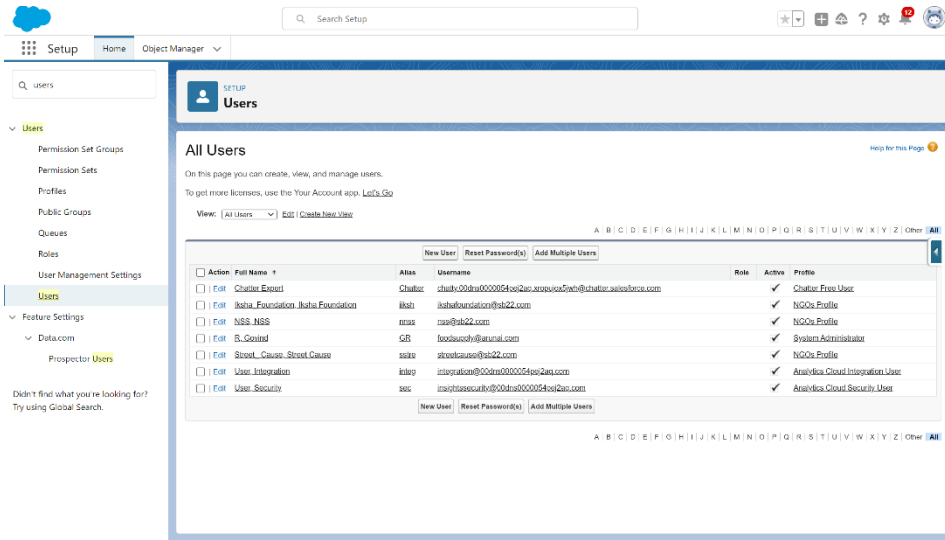 Search Setup
12
Setup
Home
Object Manager
users
SETUP
Users
Users
Permission Set Groups
Permission Sets
Profiles
Public Groups
Queues
Roles
User Management Settings
Users
Feature Settings
Data.com
Prospector Users
Didn't find what you're looking for?
Try using Global Search.
All Users
Help for this Page
On this page you can create, view, and manage users.
To get more licenses, use the Your Account app. Let's Go
View: All Users Edit | Create New View
A | B | C | D | E | F | G | H | I | J | K | L | M | N | O | P | Q | R | S | T | U | V | W | X | Y | Z | Other All
New User Reset Password(s) Add Multiple Users
Action Full Name ↑ Alias Username Role Active Profile
| Edit Chatter Expert Chatter Chatter Free User
| Edit Iksha_Foundation, Iksha Foundation iiksh ikshafoundation@sb22.com NGOs Profile
| Edit NSS, NSS nnss nss@sb22.com NGOs Profile
| Edit R, Govind GR foodsupply@arunai.com System Administrator
| Edit Street_ Cause, Street Cause sstre streetcause@sb22.com NGOs Profile
| Edit User, Integration integ Analytics Cloud Integration User
| Edit User, Security sec Analytics Cloud Security User
New User Reset Password(s) Add Multiple Users
A | B | C | D | E | F | G | H | I | J | K | L | M | N | O | P | Q | R | S | T | U | V | W | X | Y | Z | Other All